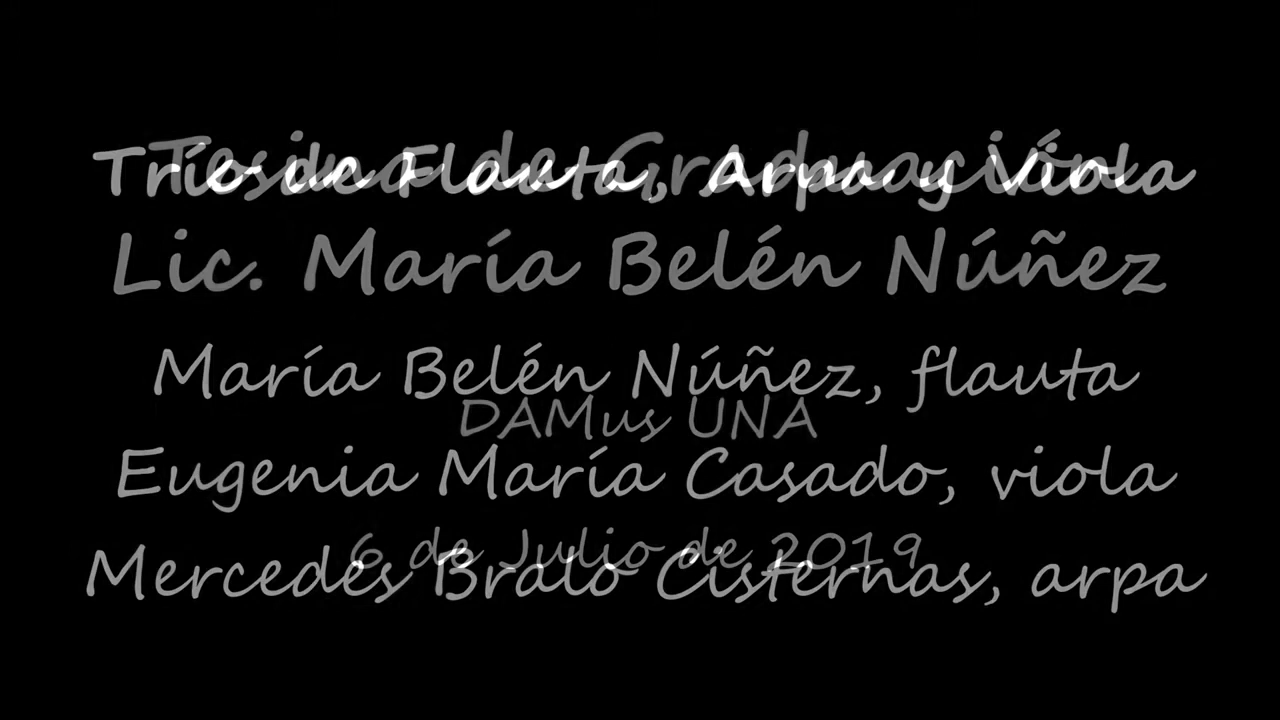 Tesina de Graduación
Trío de Flauta, Arpa y Viola
Lic. María Belén Núñez
María Belén Núñez, flauta
DAMus UNA
Eugenia María Casado, viola
6 de Julio de 2019
Mercedes Bralo Cisternas, arpa